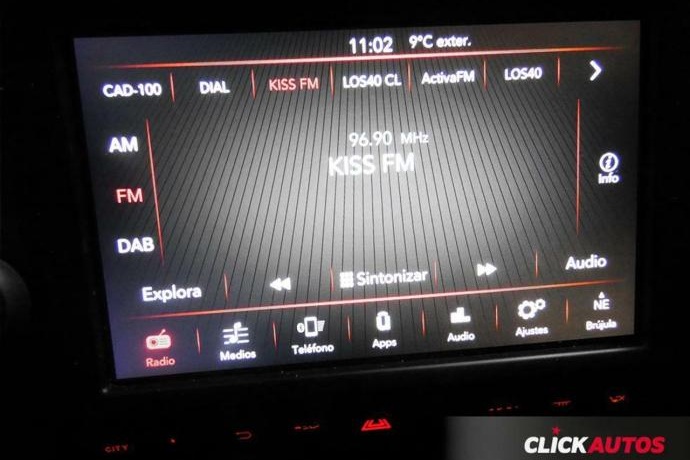 11:02 9°C exter.
CAD-100 DIAL KISS FM LOS40 CL ActivaFM LOS40
AM
96.90 MHz
KISS FM
Info
FM
DAB
Explora Sintonizar Audio
Radio Medios Teléfono Apps Audio Ajustes NE Brújula
CITY
CLICKAUTOS